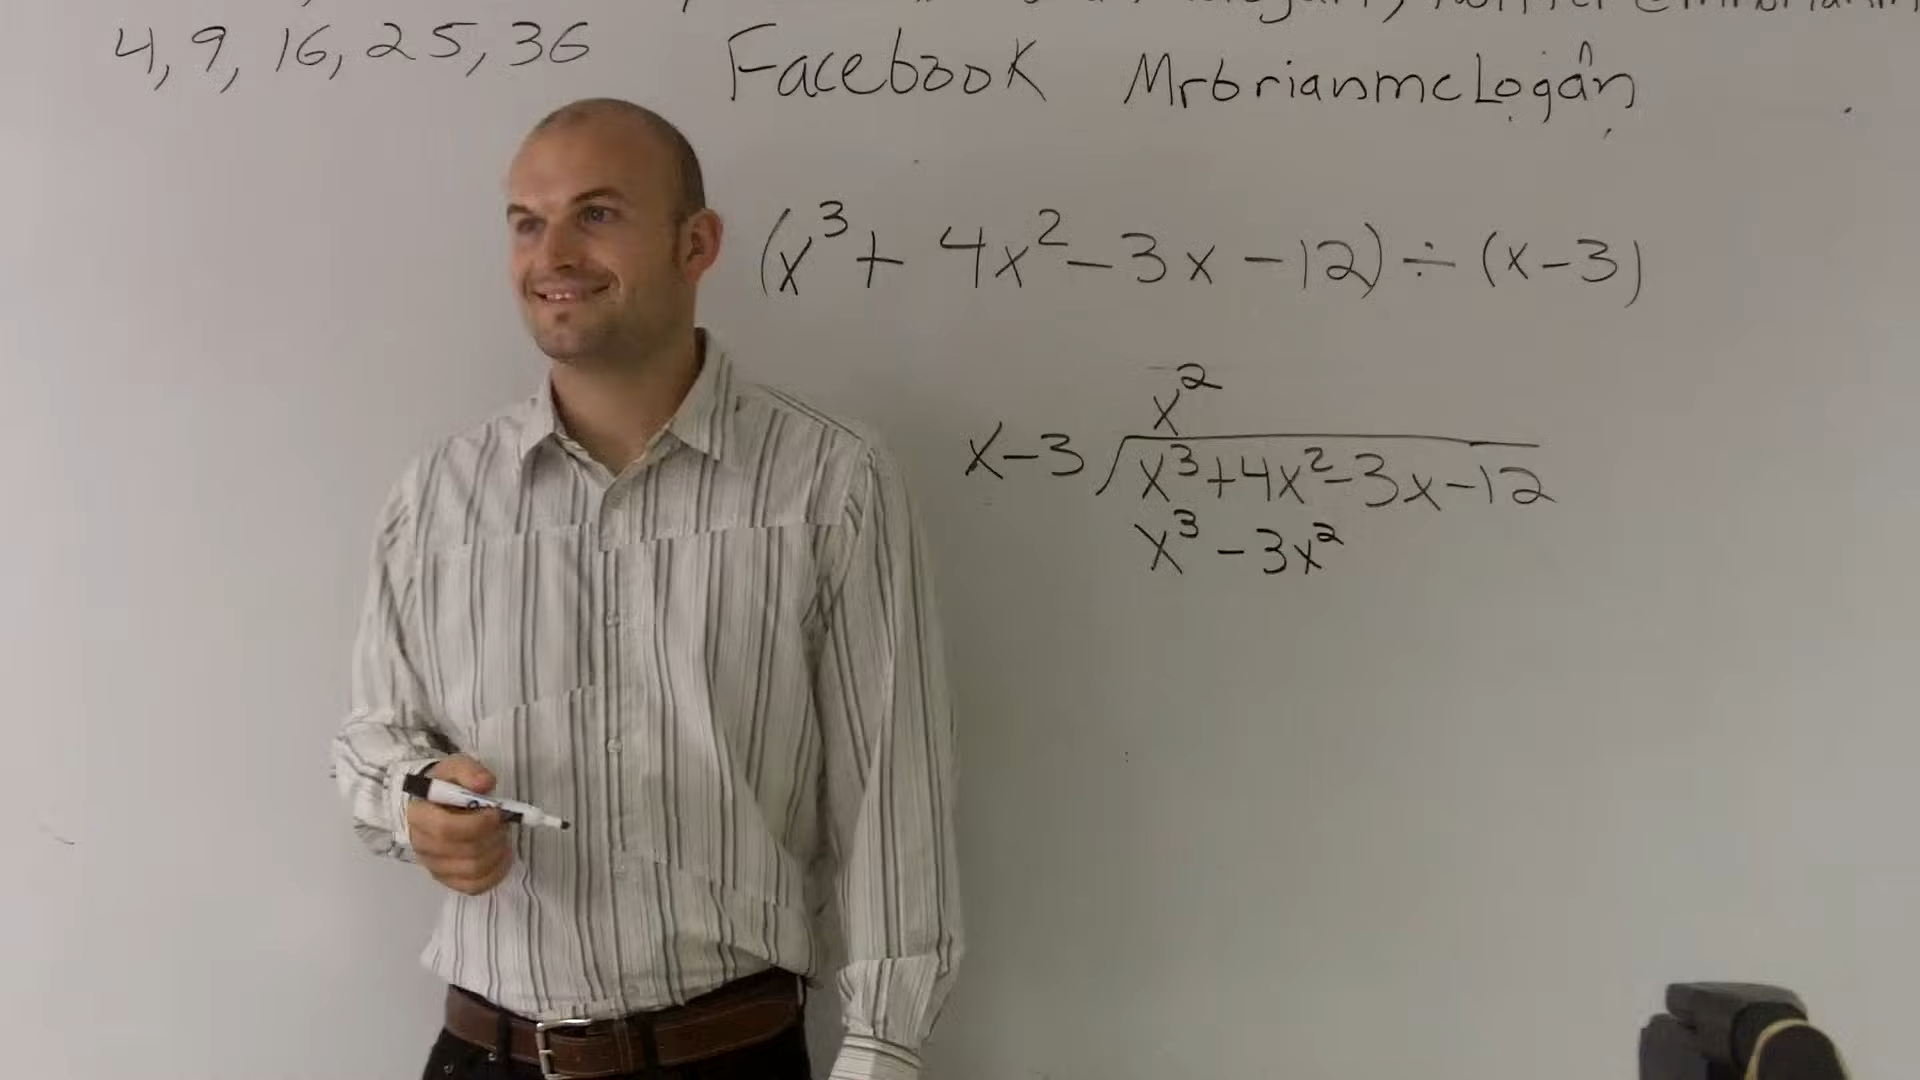 4, 9, 16, 25, 36
Facebook MrbrianmcLogan
(x³ + 4x² - 3x - 12) ÷ (x - 3)
x²
x - 3 x³ + 4x² - 3x - 12
x³ - 3x²